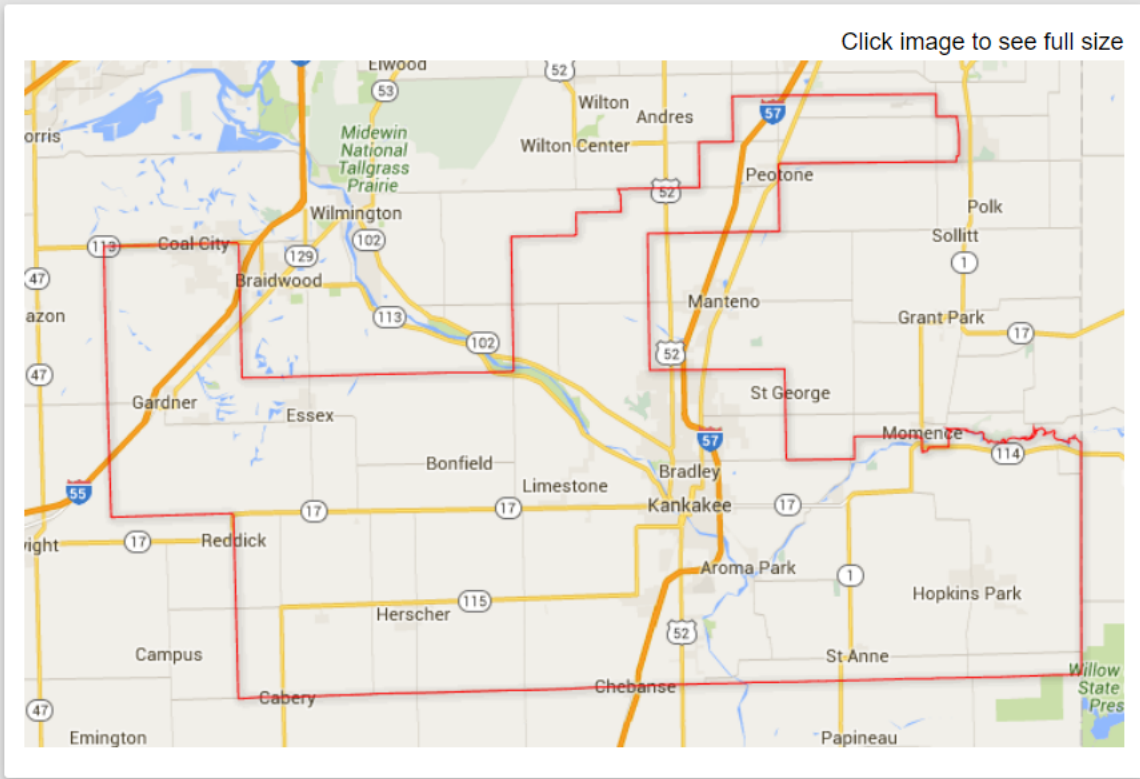 Click image to see full size
Elwood
52
53
Wilton
Andres
57
orris
Midewin
National
Tallgrass
Prairie
Wilton Center
Peotone
52
Wilmington
Polk
113
Coal City
102
Sollitt
129
1
47
Braidwood
Manteno
azon
113
Grant Park
17
102
52
47
Gardner
St George
Essex
Momence
57
114
Bonfield
Bradley
55
Limestone
Kankakee
17
17
17
ight
17
Reddick
Aroma Park
1
Hopkins Park
115
Herscher
52
Campus
St Anne
Willow
State
Pres
Chebanse
Cabery
47
Emington
Papineau